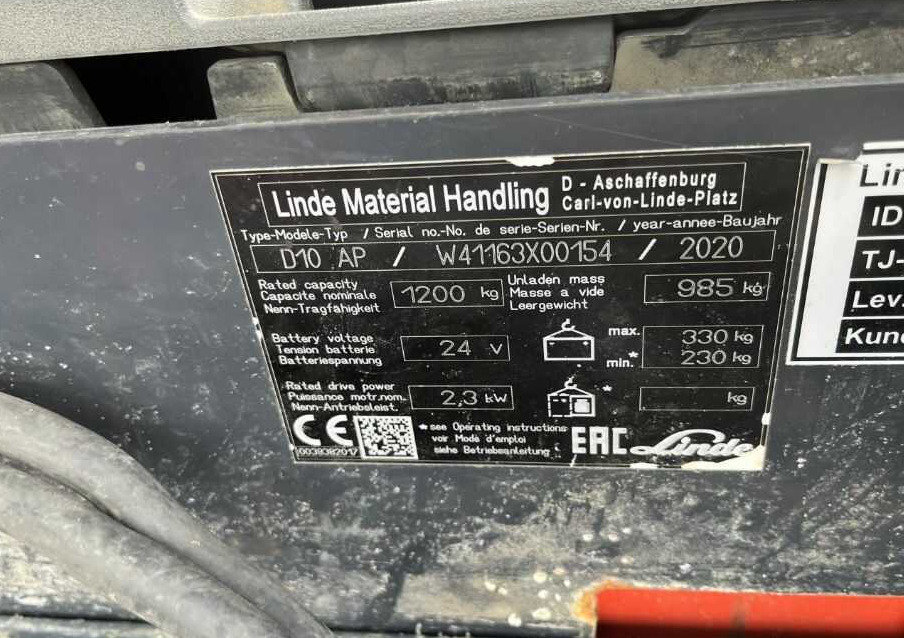 Linde Material Handling D - Aschaffenburg
Carl-von-Linde-Platz
Type-Modele-Typ / Serial no.-No. de serie-Serien-Nr. / year-annee-Baujahr
D10 AP / W41163X00154 / 2020
Rated capacity
Capacite nominale
Nenn-Tragfähigkeit
1200 kg
Unladen mass
Masse a vide
Leergewicht
985 kg
Battery voltage
Tension batterie
Batteriespannung
24 V
max. 330 kg
min.* 230 kg
Rated drive power
Puissance motr.nom.
Nenn-Antriebsleist.
2,3 kW
*
kg
CE
0039382017
* see Operating instructions
voir Mode d'emploi
siehe Betriebsanleitung
EAC
Linde
ID
TJ-
Lev.